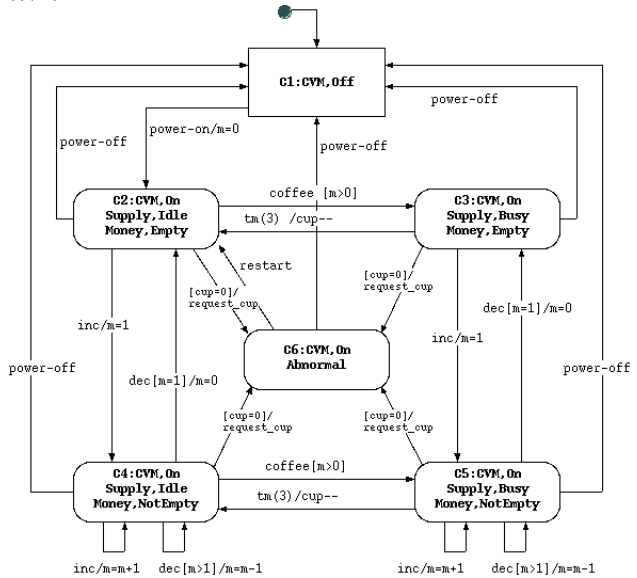 C1:CVM,Off
power-off
power-on/m=0
power-off
power-off
C2:CVM,On
Supply,Idle
Money,Empty
coffee [m>0]
tm(3) /cup--
C3:CVM,On
Supply,Busy
Money,Empty
restart
[cup=0]/
request_cup
[cup=0]/
request_cup
inc/m=1
dec[m=1]/m=0
inc/m=1
C6:CVM,On
Abnormal
power-off
dec[m=1]/m=0
power-off
[cup=0]/
request_cup
[cup=0]/
request_cup
C4:CVM,On
Supply,Idle
Money,NotEmpty
coffee[m>0]
tm(3)/cup--
C5:CVM,On
Supply,Busy
Money,NotEmpty
inc/m=m+1
dec[m>1]/m=m-1
inc/m=m+1
dec[m>1]/m=m-1